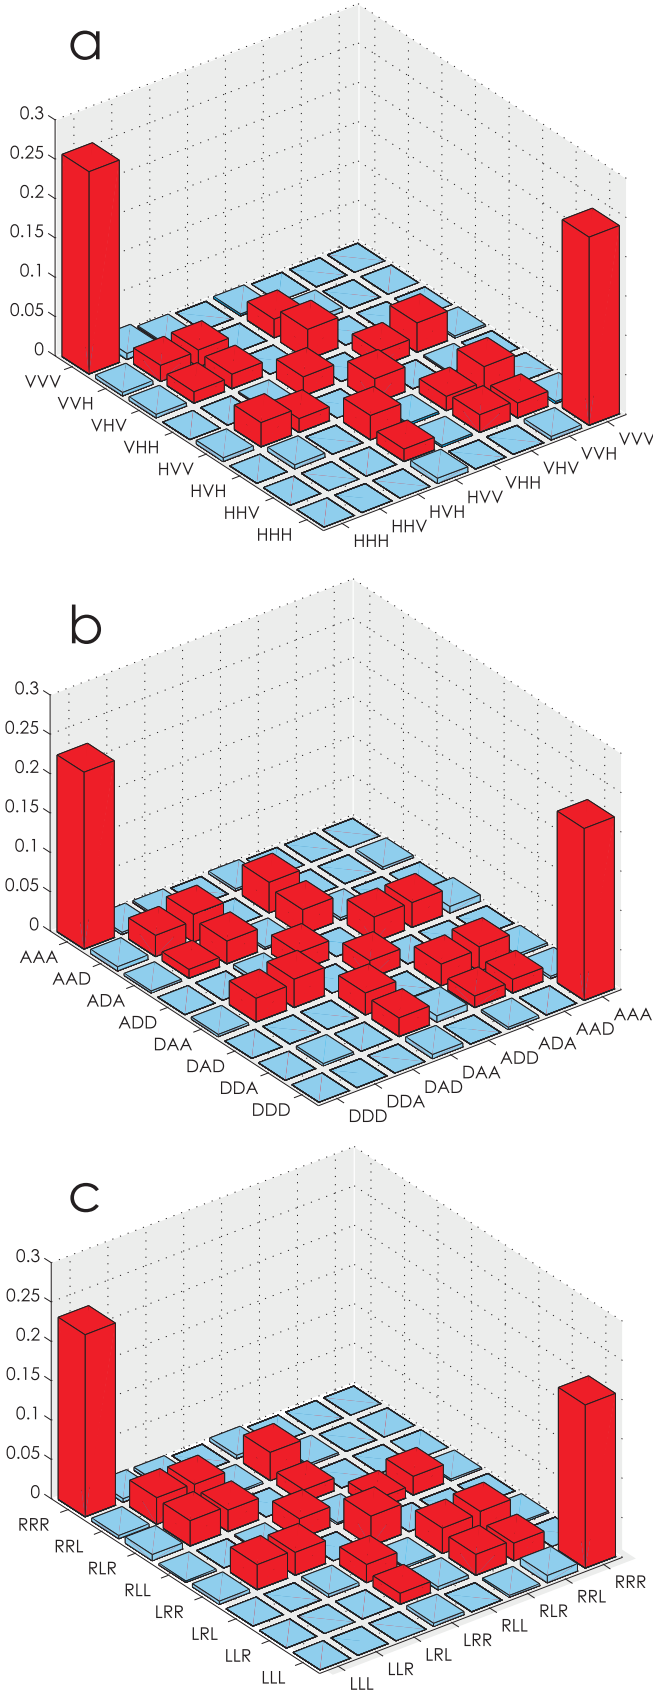 a
0.3
0.25
0.2
0.15
0.1
0.05
0
VVV
VVH
VHV
VHH
HVV
HVH
HHV
HHH
HHH
HHV
HVH
HVV
VHH
VHV
VVH
VVV
b
0.3
0.25
0.2
0.15
0.1
0.05
0
AAA
AAD
ADA
ADD
DAA
DAD
DDA
DDD
DDD
DDA
DAD
DAA
ADD
ADA
AAD
AAA
c
0.3
0.25
0.2
0.15
0.1
0.05
0
RRR
RRL
RLR
RLL
LRR
LRL
LLR
LLL
LLL
LLR
LRL
LRR
RLL
RLR
RRL
RRR